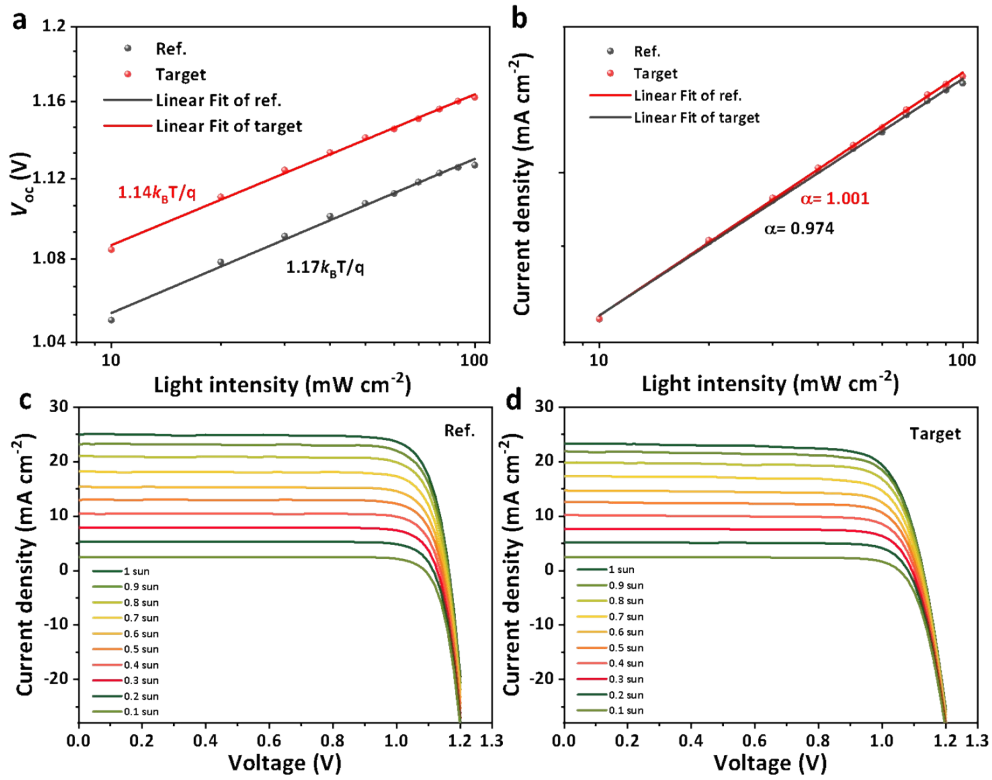 a
1.2
1.16
1.12
1.08
1.04
V_oc (V)
Ref.
Target
Linear Fit of ref.
Linear Fit of target
1.14k_BT/q
1.17k_BT/q
10
100
Light intensity (mW cm⁻²)
b
Current density (mA cm⁻²)
Ref.
Target
Linear Fit of ref.
Linear Fit of target
α= 1.001
α= 0.974
10
100
Light intensity (mW cm⁻²)
c
30
20
10
0
-10
-20
Current density (mA cm⁻²)
Ref.
1 sun
0.9 sun
0.8 sun
0.7 sun
0.6 sun
0.5 sun
0.4 sun
0.3 sun
0.2 sun
0.1 sun
0.0
0.2
0.4
0.6
0.8
1.0
1.2
1.3
Voltage (V)
d
30
20
10
0
-10
-20
Current density (mA cm⁻²)
Target
1 sun
0.9 sun
0.8 sun
0.7 sun
0.6 sun
0.5 sun
0.4 sun
0.3 sun
0.2 sun
0.1 sun
0.0
0.2
0.4
0.6
0.8
1.0
1.2
1.3
Voltage (V)